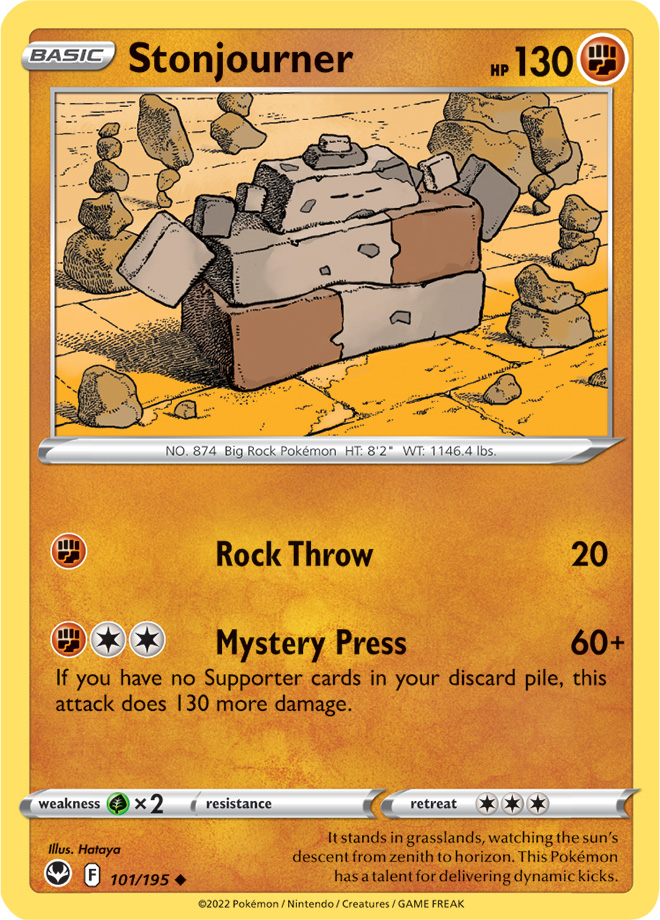 BASIC Stonjourner HP 130
NO. 874 Big Rock Pokémon HT: 8'2" WT: 1146.4 lbs.
Rock Throw 20
Mystery Press 60+
If you have no Supporter cards in your discard pile, this
attack does 130 more damage.
weakness ×2 resistance retreat
Illus. Hataya
F 101/195
It stands in grasslands, watching the sun's
descent from zenith to horizon. This Pokémon
has a talent for delivering dynamic kicks.
©2022 Pokémon / Nintendo / Creatures / GAME FREAK